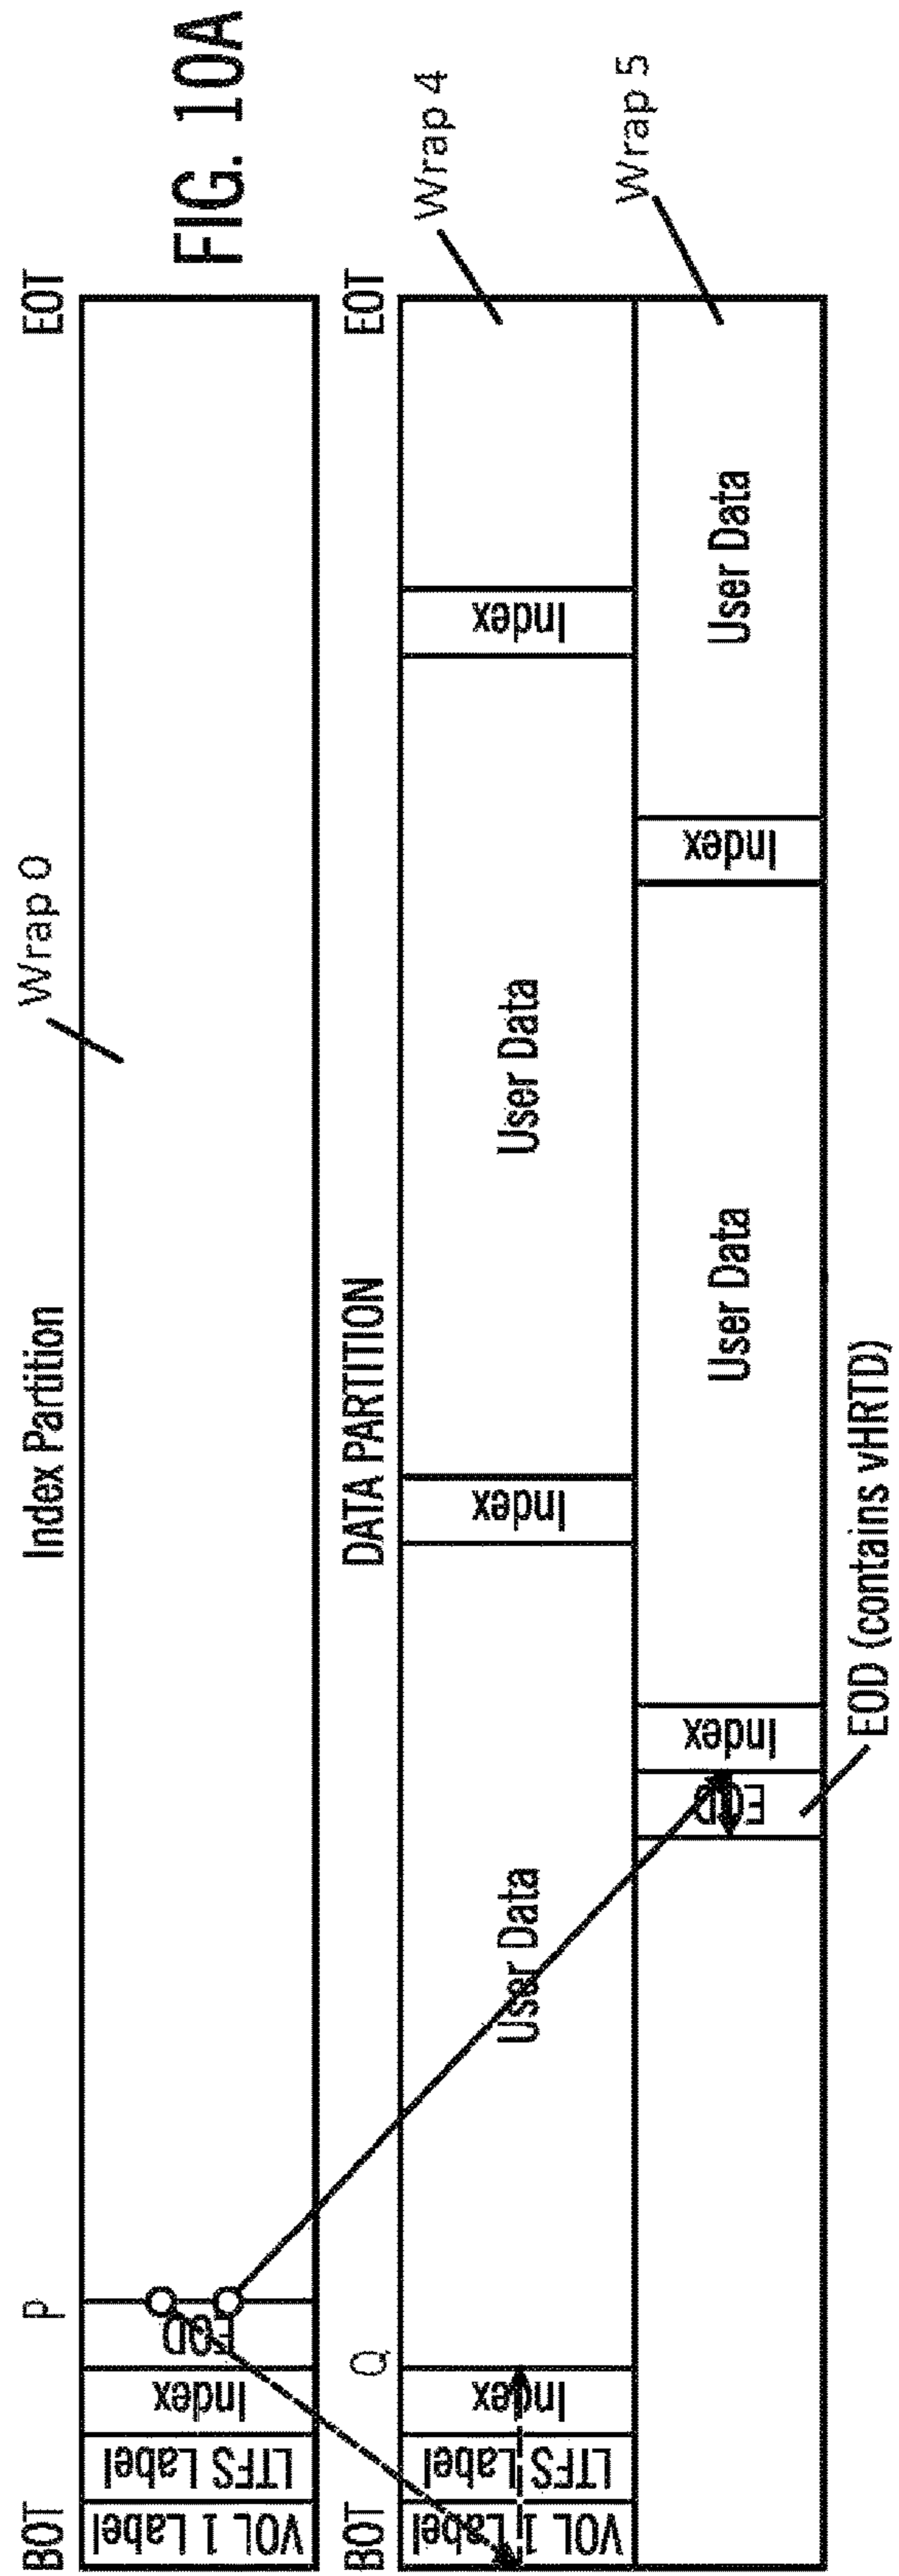 FIG. 10A
Index Partition
Wrap 0
BOT
P
EOT
VOL 1 Label
LTFS Label
Index
EOD
DATA PARTITION
BOT
Q
EOT
VOL 1 Label
LTFS Label
Index
User Data
Index
User Data
Index
Wrap 4
EOD
Index
User Data
Index
User Data
Wrap 5
EOD (contains vHRTD)